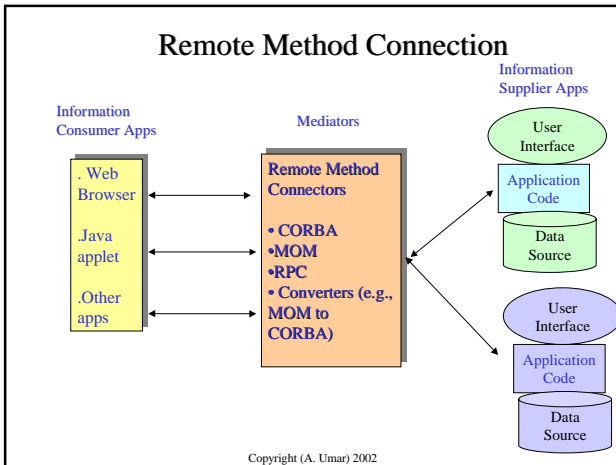 Remote Method Connection
Information
Consumer Apps
. Web
Browser
.Java
applet
.Other
apps
Mediators
Remote Method
Connectors
• CORBA
•MOM
•RPC
• Converters (e.g.,
MOM to
CORBA)
Information
Supplier Apps
User
Interface
Application
Code
Data
Source
User
Interface
Application
Code
Data
Source
Copyright (A. Umar) 2002